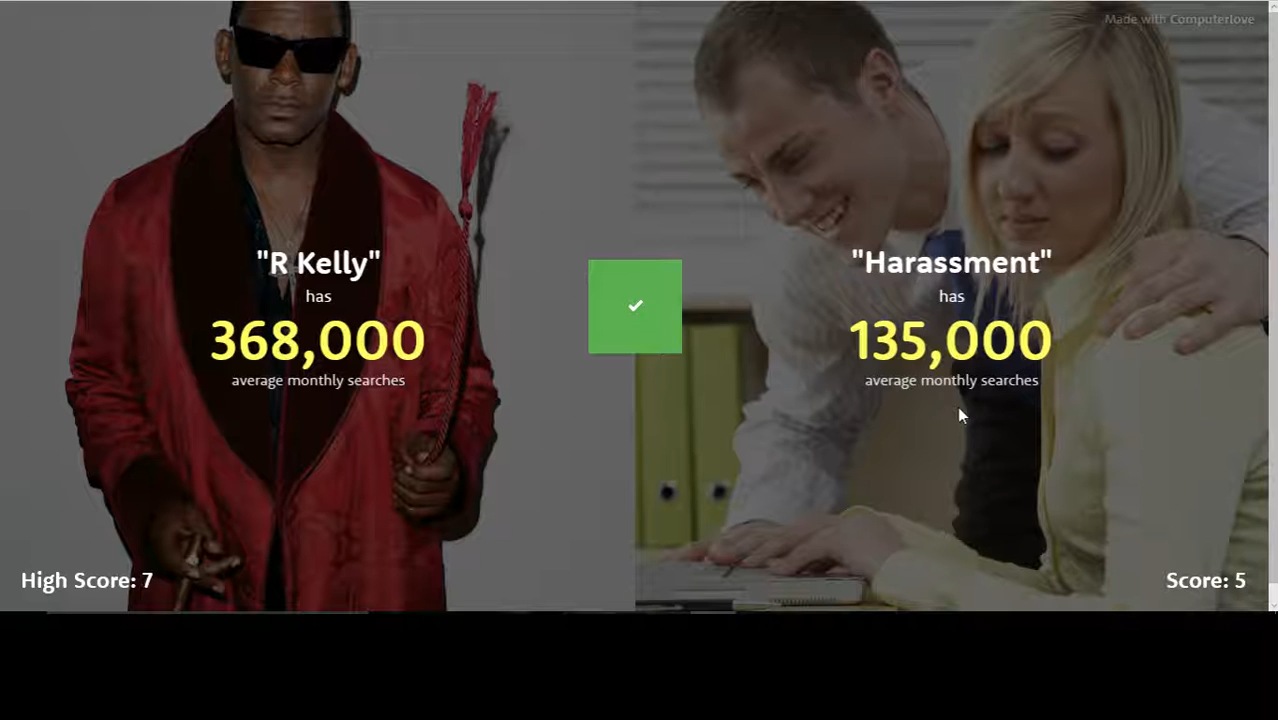 Made with Computerlove
"R Kelly"
has
368,000
average monthly searches
"Harassment"
has
135,000
average monthly searches
High Score: 7
Score: 5